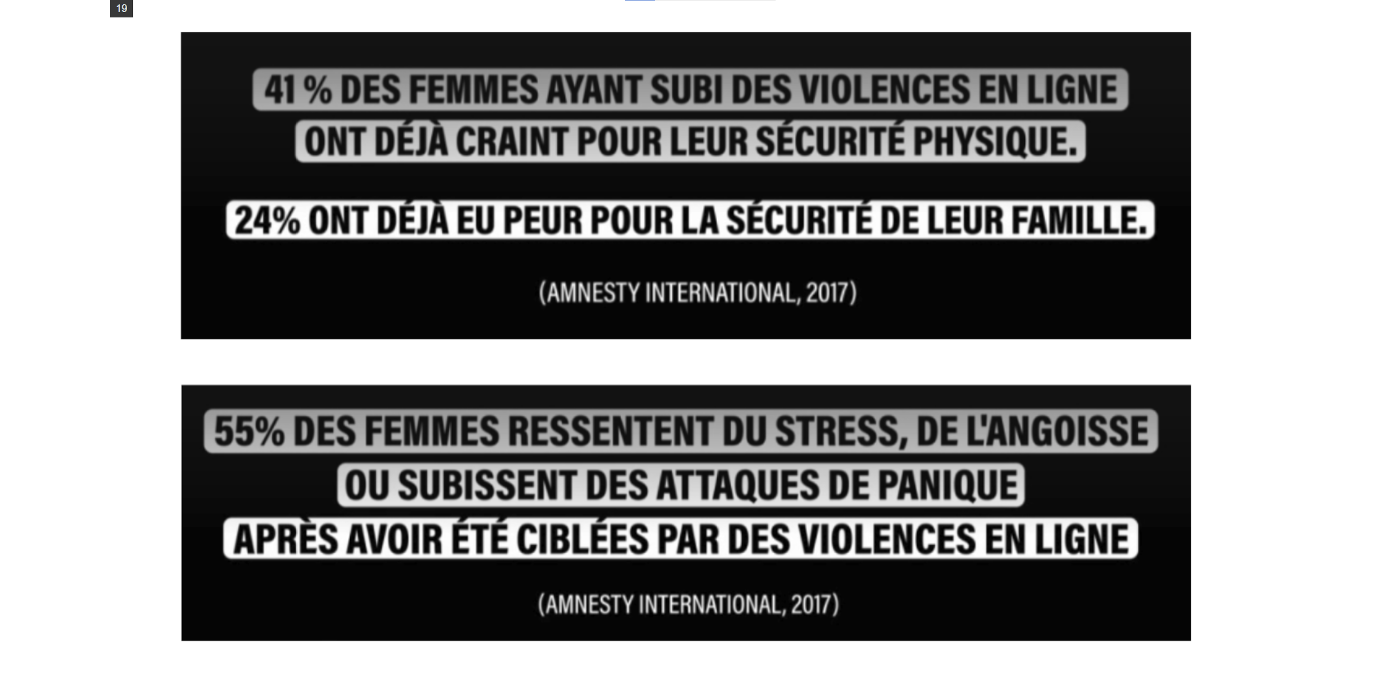 19
41 % DES FEMMES AYANT SUBI DES VIOLENCES EN LIGNE
ONT DÉJÀ CRAINT POUR LEUR SÉCURITÉ PHYSIQUE.
24% ONT DÉJÀ EU PEUR POUR LA SÉCURITÉ DE LEUR FAMILLE.
(AMNESTY INTERNATIONAL, 2017)
55% DES FEMMES RESSENTENT DU STRESS, DE L'ANGOISSE
OU SUBISSENT DES ATTAQUES DE PANIQUE
APRÈS AVOIR ÉTÉ CIBLÉES PAR DES VIOLENCES EN LIGNE
(AMNESTY INTERNATIONAL, 2017)